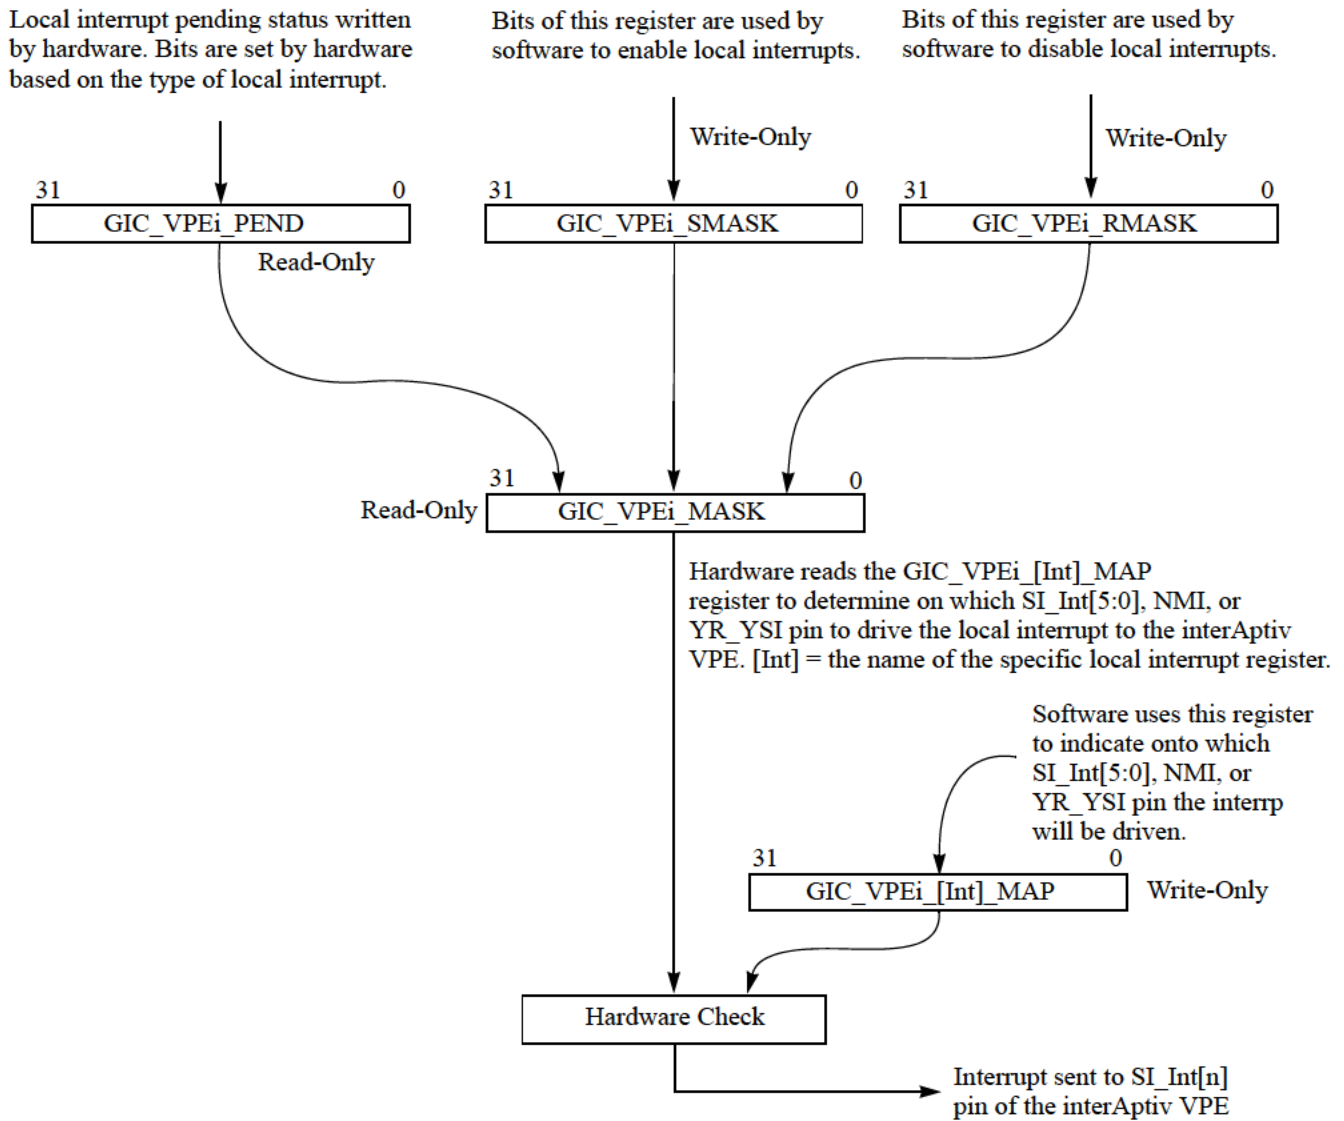 Local interrupt pending status written
by hardware. Bits are set by hardware
based on the type of local interrupt.
Bits of this register are used by
software to enable local interrupts.
Bits of this register are used by
software to disable local interrupts.
Write-Only
Write-Only
31
0
GIC_VPEi_PEND
Read-Only
31
0
GIC_VPEi_SMASK
31
0
GIC_VPEi_RMASK
31
0
Read-Only
GIC_VPEi_MASK
Hardware reads the GIC_VPEi_[Int]_MAP
register to determine on which SI_Int[5:0], NMI, or
YR_YSI pin to drive the local interrupt to the interAptiv
VPE. [Int] = the name of the specific local interrupt register.
Software uses this register
to indicate onto which
SI_Int[5:0], NMI, or
YR_YSI pin the interrp
will be driven.
31
0
GIC_VPEi_[Int]_MAP
Write-Only
Hardware Check
Interrupt sent to SI_Int[n]
pin of the interAptiv VPE